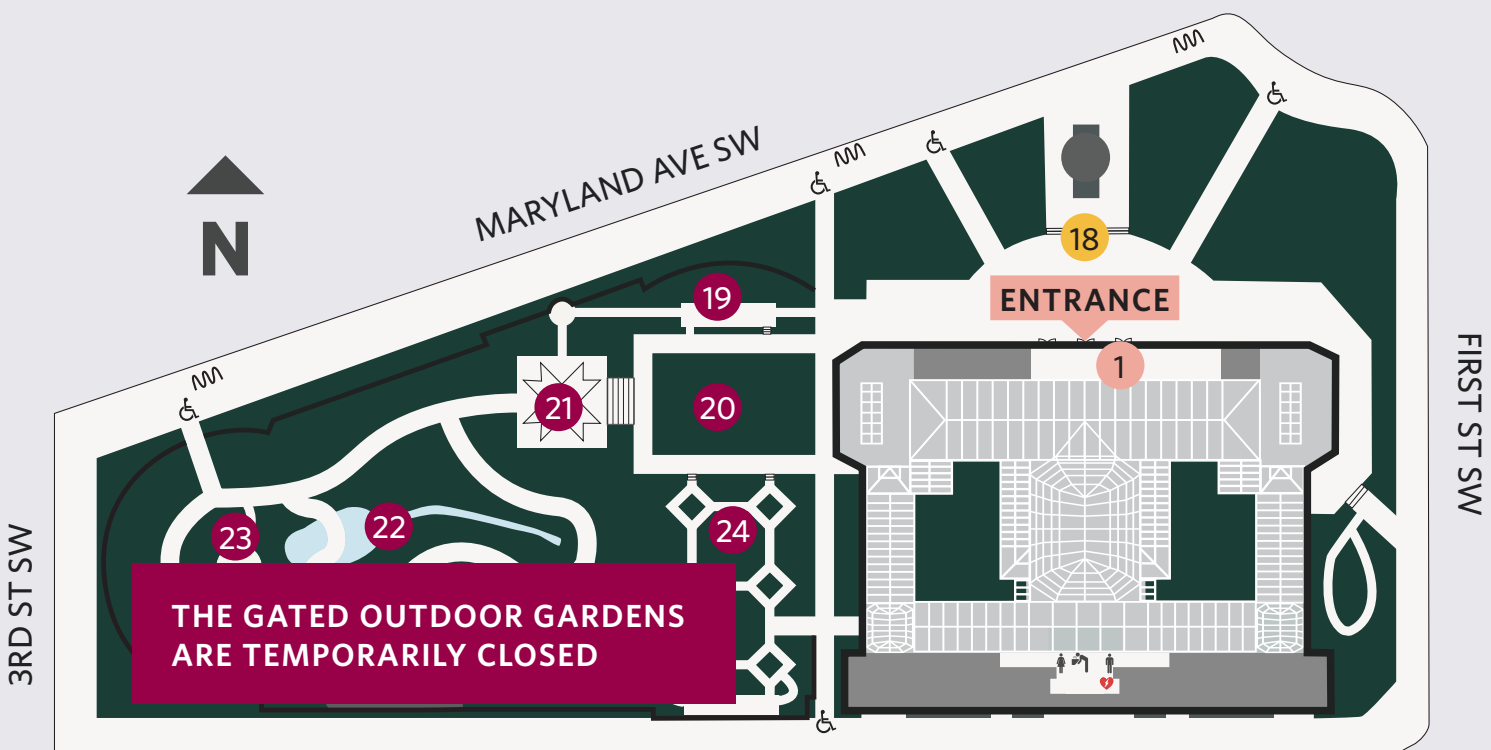 MARYLAND AVE SW
N
18
ENTRANCE
1
19
20
21
22
23
24
FIRST ST SW
3RD ST SW
THE GATED OUTDOOR GARDENS
ARE TEMPORARILY CLOSED